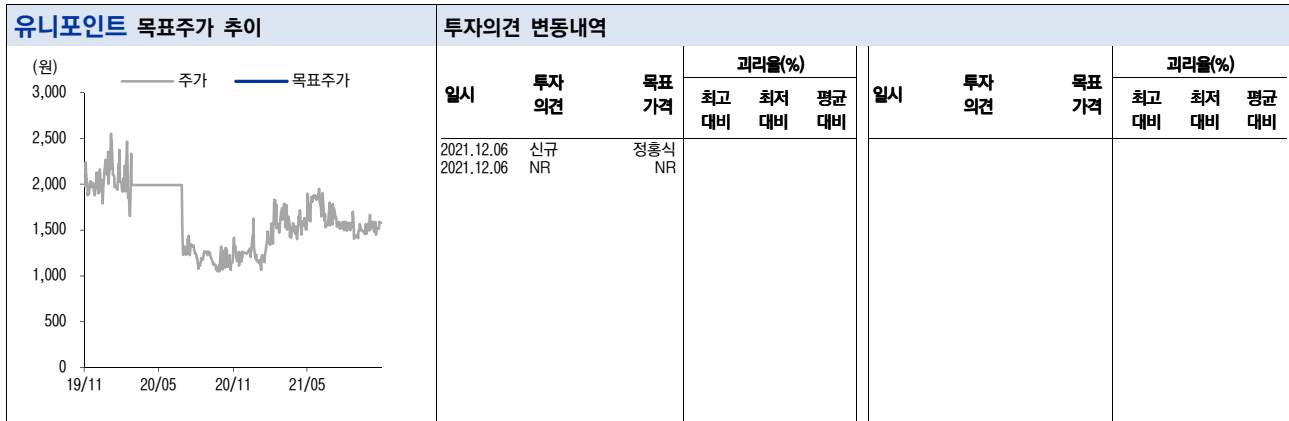 유니포인트 목표주가 추이
(원)
주가 목표주가
3,000
2,500
2,000
1,500
1,000
500
0
19/11 20/05 20/11 21/05
투자의견 변동내역
일시 투자의견 목표가격 괴리율(%) 최고대비 최저대비 평균대비
2021.12.06 신규 정홍식
2021.12.06 NR NR
일시 투자의견 목표가격 괴리율(%) 최고대비 최저대비 평균대비